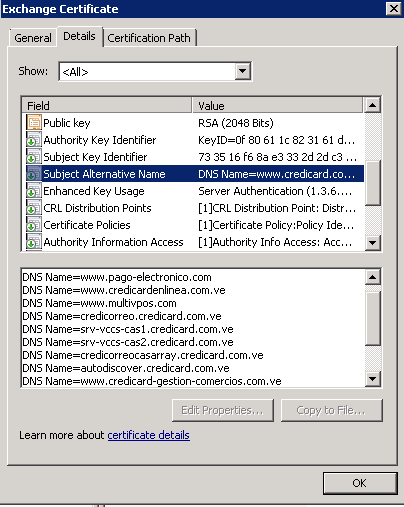 Exchange Certificate
General Details Certification Path
Show: <All>
Field Value
Public key RSA (2048 Bits)
Authority Key Identifier KeyID=0f 80 61 1c 82 31 61 d...
Subject Key Identifier 73 35 16 f6 8a e3 33 2d 2d c3 ...
Subject Alternative Name DNS Name=www.credicard.co...
Enhanced Key Usage Server Authentication (1.3.6....
CRL Distribution Points [1]CRL Distribution Point: Distr...
Certificate Policies [1]Certificate Policy:Policy Ide...
Authority Information Access [1]Authority Info Access: Acc...
DNS Name=www.pago-electronico.com
DNS Name=www.credicardenlinea.com.ve
DNS Name=www.multivpos.com
DNS Name=credicorreo.credicard.com.ve
DNS Name=srv-vccs-cas1.credicard.com.ve
DNS Name=srv-vccs-cas2.credicard.com.ve
DNS Name=credicorreocasarray.credicard.com.ve
DNS Name=autodiscover.credicard.com.ve
DNS Name=www.credicard-gestion-comercios.com.ve
Edit Properties... Copy to File...
Learn more about certificate details
OK